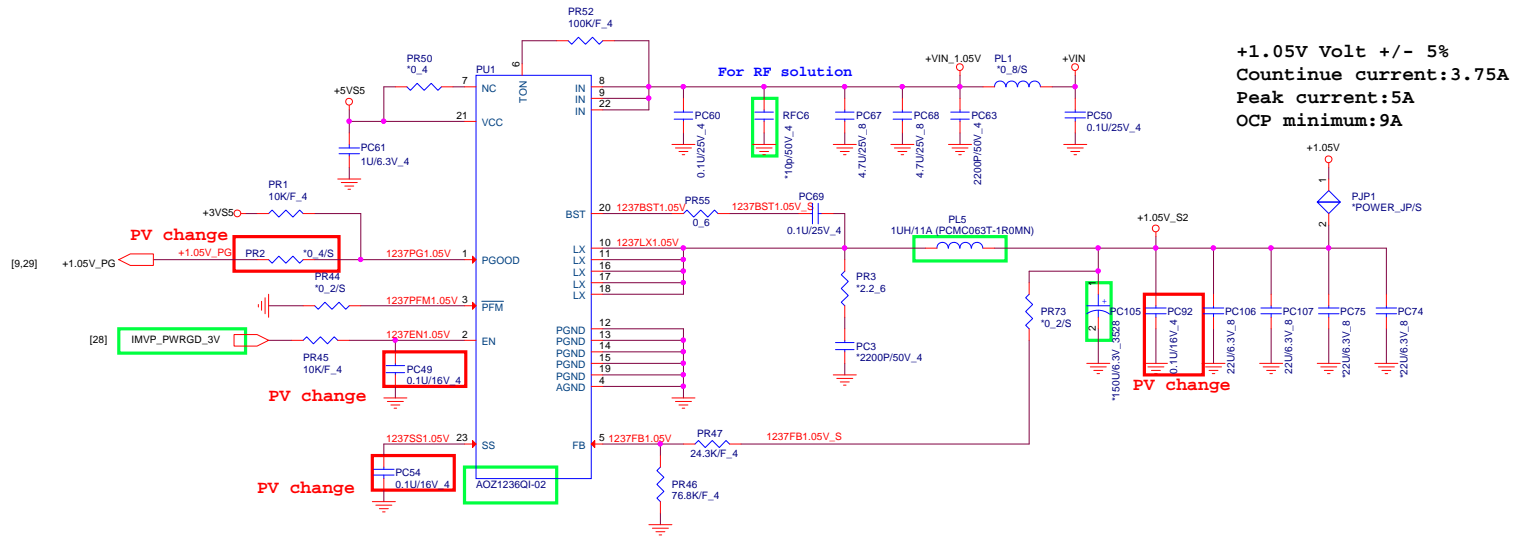 PR52
100K/F_4
+1.05V Volt +/- 5%
Countinue current:3.75A
Peak current:5A
OCP minimum:9A
PR50
*0_4
PU1
6
TON
7
NC
8
IN
9
IN
22
IN
For RF solution
+VIN_1.05V
PL1
*0_8/S
+VIN
+5VS5
21
VCC
PC61
1U/6.3V_4
PC60
0.1U/25V_4
RFC6
*10p/50V_4
PC67
4.7U/25V_8
PC68
4.7U/25V_8
PC63
2200P/50V_4
PC50
0.1U/25V_4
+1.05V
1
PJP1
*POWER_JP/S
2
PR1
10K/F_4
+3VS5
PV change
BST
20
1237BST1.05V
PR55
0_6
1237BST1.05V_S
PC69
0.1U/25V_4
+1.05V_S2
PL5
1UH/11A (PCMC063T-1R0MN)
[9,29]
+1.05V_PG
+1.05V_PG
PR2
*0_4/S
1237PG1.05V
1
PGOOD
LX
10
1237LX1.05V
LX
11
LX
16
LX
17
LX
18
PR44
*0_2/S
1237PFM1.05V
3
PFM
PR3
*2.2_6
PR73
*0_2/S
1
+
PC105
2
*150U/6.3V_3528
PC92
0.1U/16V_4
PC106
22U/6.3V_8
PC107
22U/6.3V_8
PC75
*22U/6.3V_8
PC74
*22U/6.3V_8
PV change
[28]
IMVP_PWRGD_3V
PR45
10K/F_4
1237EN1.05V
2
EN
PGND
12
PGND
13
PGND
14
PGND
15
PGND
19
AGND
4
PC3
*2200P/50V_4
PC49
0.1U/16V_4
PV change
1237SS1.05V
23
SS
FB
5
1237FB1.05V
PR47
24.3K/F_4
1237FB1.05V_S
PC54
0.1U/16V_4
PV change
AOZ1236QI-02
PR46
76.8K/F_4